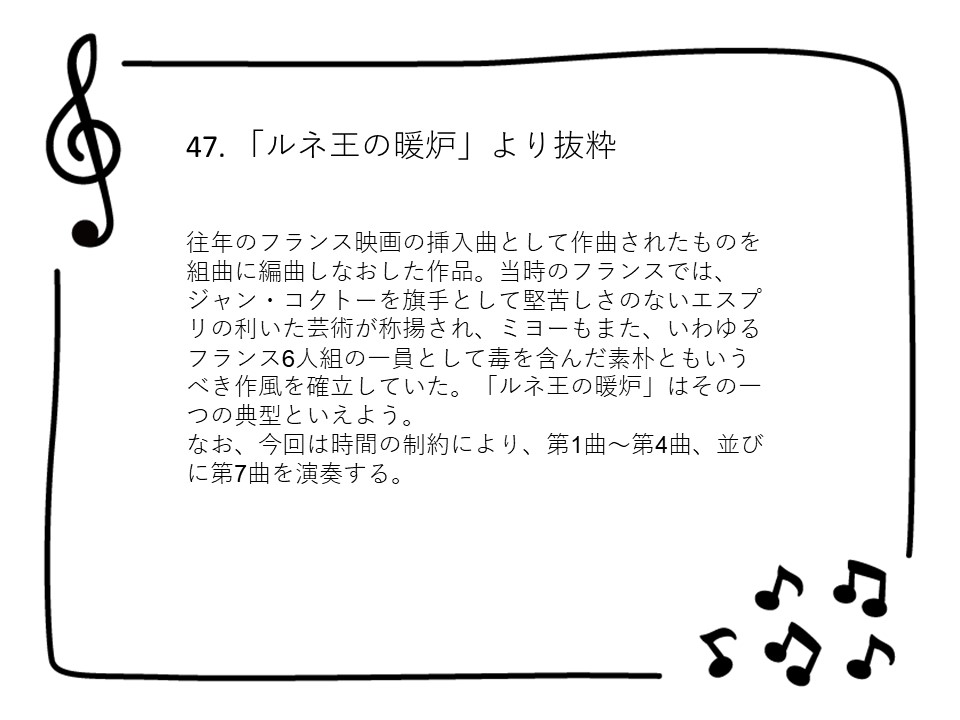 47. 「ルネ王の暖炉」より抜粋
往年のフランス映画の挿入曲として作曲されたものを
組曲に編曲しなおした作品。当時のフランスでは、
ジャン・コクトーを旗手として堅苦しさのないエスプ
リの利いた芸術が称揚され、ミヨーもまた、いわゆる
フランス6人組の一員として毒を含んだ素朴ともいう
べき作風を確立していた。「ルネ王の暖炉」はその一
つの典型といえよう。
なお、今回は時間の制約により、第1曲～第4曲、並び
に第7曲を演奏する。